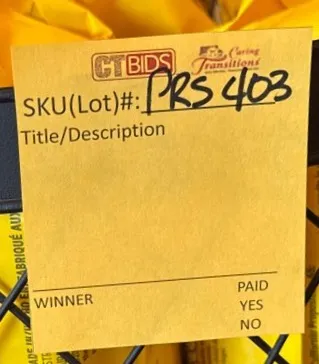 CTBIDS Caring Transitions
SKU(Lot)#: PRS 403
Title/Description
WINNER PAID
YES
NO